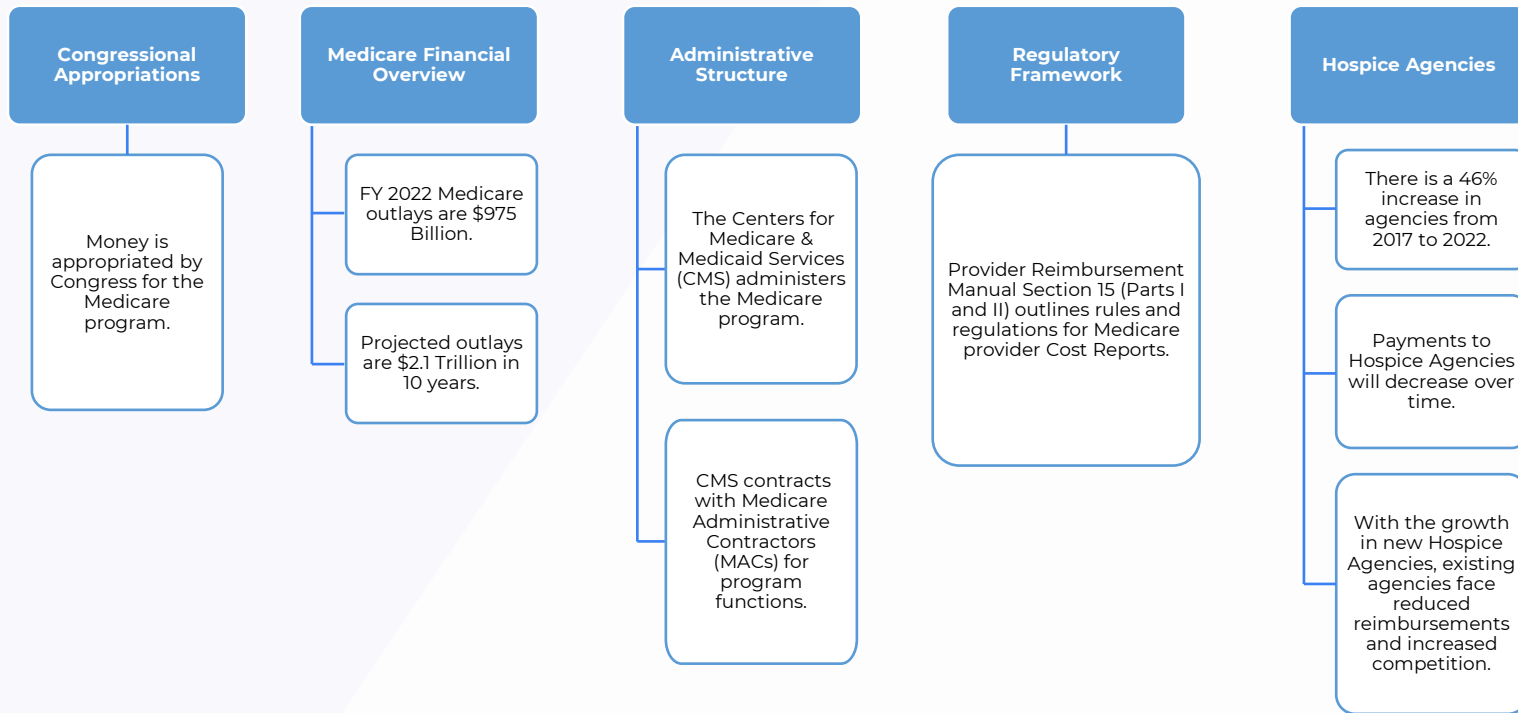 Congressional
Appropriations
Money is
appropriated by
Congress for the
Medicare
program.
Medicare Financial
Overview
FY 2022 Medicare
outlays are $975
Billion.
Projected outlays
are $2.1 Trillion in
10 years.
Administrative
Structure
The Centers for
Medicare &
Medicaid Services
(CMS) administers
the Medicare
program.
CMS contracts
with Medicare
Administrative
Contractors
(MACs) for
program
functions.
Regulatory
Framework
Provider Reimbursement
Manual Section 15 (Parts I
and II) outlines rules and
regulations for Medicare
provider Cost Reports.
Hospice Agencies
There is a 46%
increase in
agencies from
2017 to 2022.
Payments to
Hospice Agencies
will decrease over
time.
With the growth
in new Hospice
Agencies, existing
agencies face
reduced
reimbursements
and increased
competition.